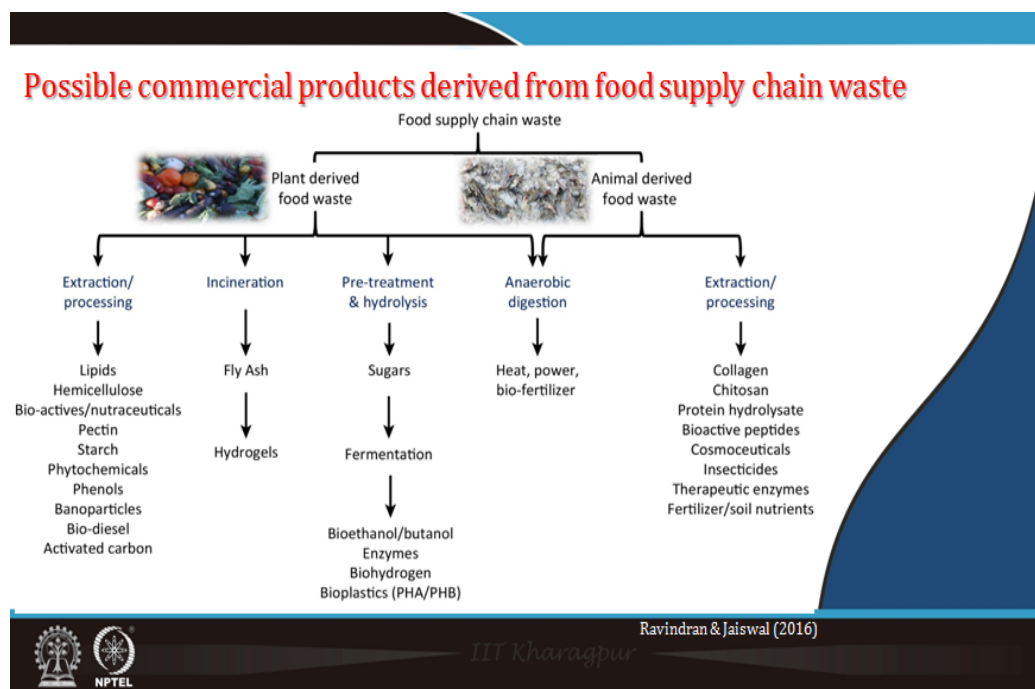 Possible commercial products derived from food supply chain waste
Food supply chain waste
Plant derived
food waste
Animal derived
food waste
Extraction/
processing
Incineration
Pre-treatment
& hydrolysis
Anaerobic
digestion
Extraction/
processing
Lipids
Hemicellulose
Bio-actives/nutraceuticals
Pectin
Starch
Phytochemicals
Phenols
Banoparticles
Bio-diesel
Activated carbon
Fly Ash
Hydrogels
Sugars
Fermentation
Bioethanol/butanol
Enzymes
Biohydrogen
Bioplastics (PHA/PHB)
Heat, power,
bio-fertilizer
Collagen
Chitosan
Protein hydrolysate
Bioactive peptides
Cosmoceuticals
Insecticides
Therapeutic enzymes
Fertilizer/soil nutrients
Ravindran & Jaiswal (2016)
IIT Kharagpur
NPTEL